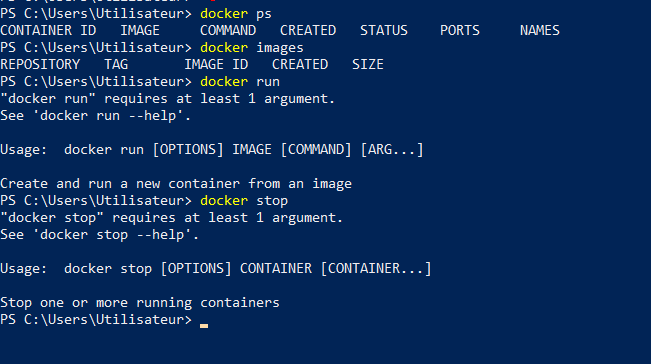 PS C:\Users\Utilisateur> docker ps
CONTAINER ID   IMAGE     COMMAND   CREATED   STATUS    PORTS     NAMES
PS C:\Users\Utilisateur> docker images
REPOSITORY   TAG       IMAGE ID   CREATED   SIZE
PS C:\Users\Utilisateur> docker run
"docker run" requires at least 1 argument.
See 'docker run --help'.
Usage:  docker run [OPTIONS] IMAGE [COMMAND] [ARG...]
Create and run a new container from an image
PS C:\Users\Utilisateur> docker stop
"docker stop" requires at least 1 argument.
See 'docker stop --help'.
Usage:  docker stop [OPTIONS] CONTAINER [CONTAINER...]
Stop one or more running containers
PS C:\Users\Utilisateur>